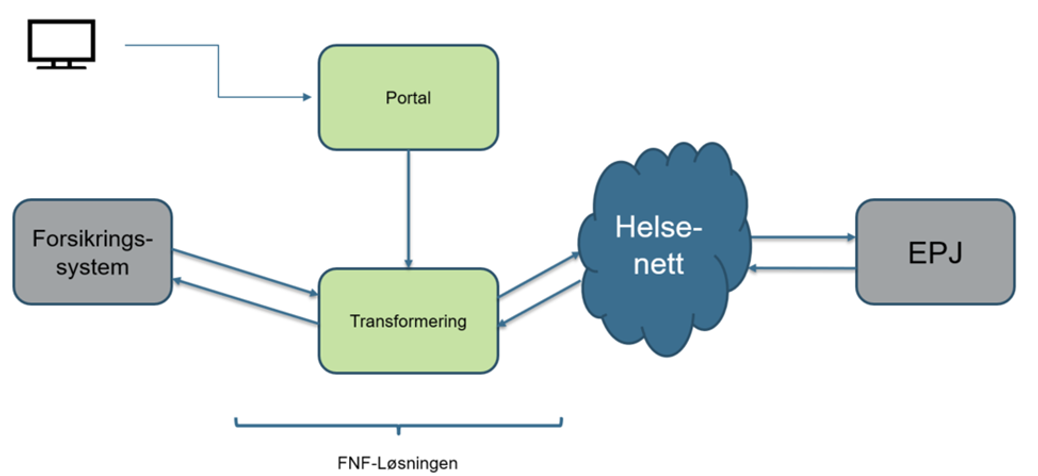 Portal
Forsikrings-
system
Helse-
nett
EPJ
Transformering
FNF-Løsningen